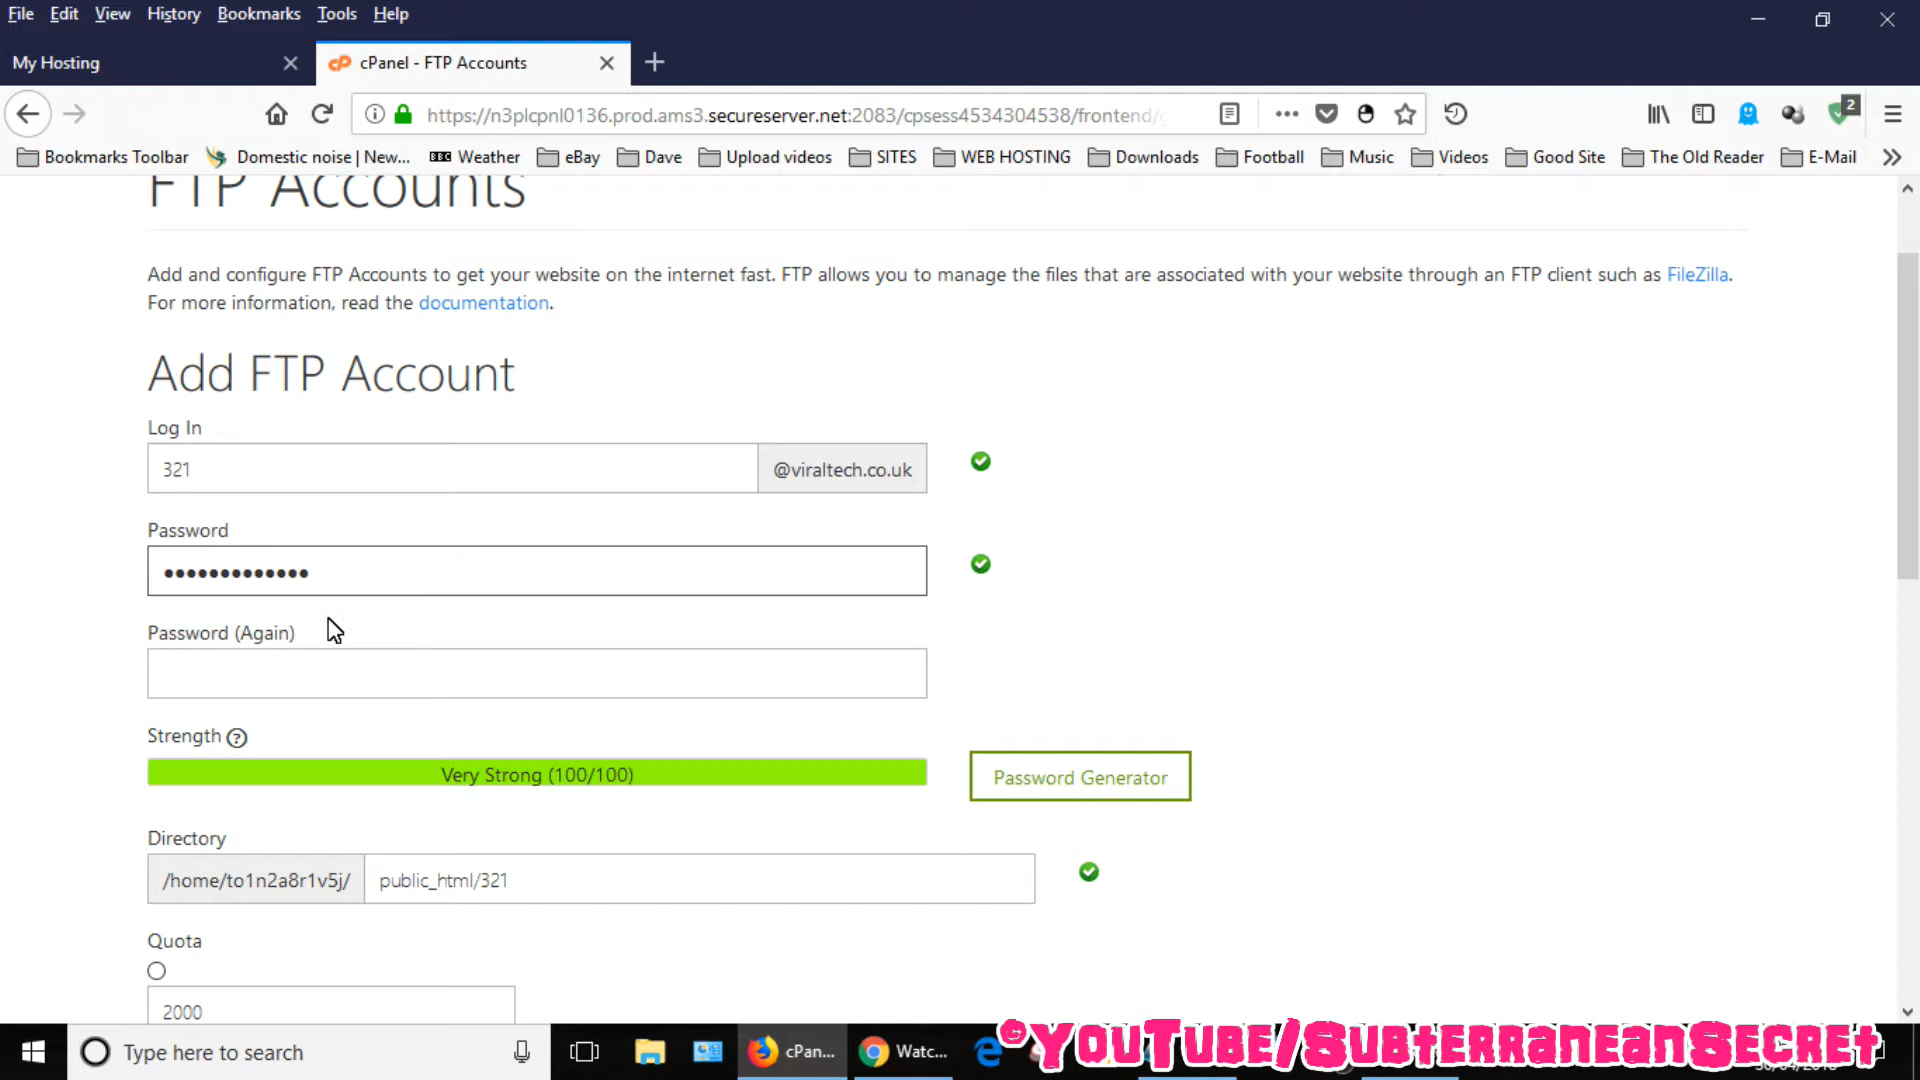 File Edit View History Bookmarks Tools Help
My Hosting
cPanel - FTP Accounts
https://n3plcpnl0136.prod.ams3.secureserver.net:2083/cpsess4534304538/frontend/
2
Bookmarks Toolbar Domestic noise | New... BBC Weather eBay Dave Upload videos SITES WEB HOSTING Downloads Football Music Videos Good Site The Old Reader E-Mail
FTP Accounts
Add and configure FTP Accounts to get your website on the internet fast. FTP allows you to manage the files that are associated with your website through an FTP client such as FileZilla.
For more information, read the documentation.
Add FTP Account
Log In
321 @viraltech.co.uk
Password
Password (Again)
Strength
Very Strong (100/100)
Password Generator
Directory
/home/to1n2a8r1v5j/ public_html/321
Quota
2000
Type here to search
cPan...
Watc...
©YouTube/SubterraneanSecret